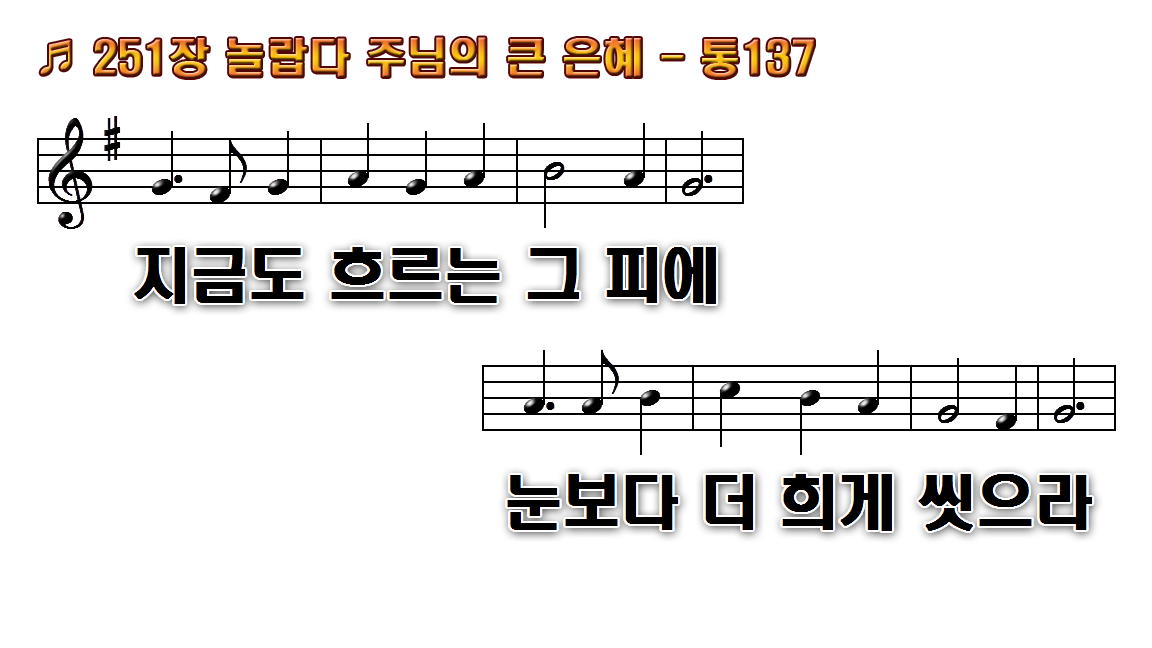 ♬ 251장 놀랍다 주님의 큰 은혜 - 통137
지금도 흐르는 그 피에
눈보다 더 희게 씻으라